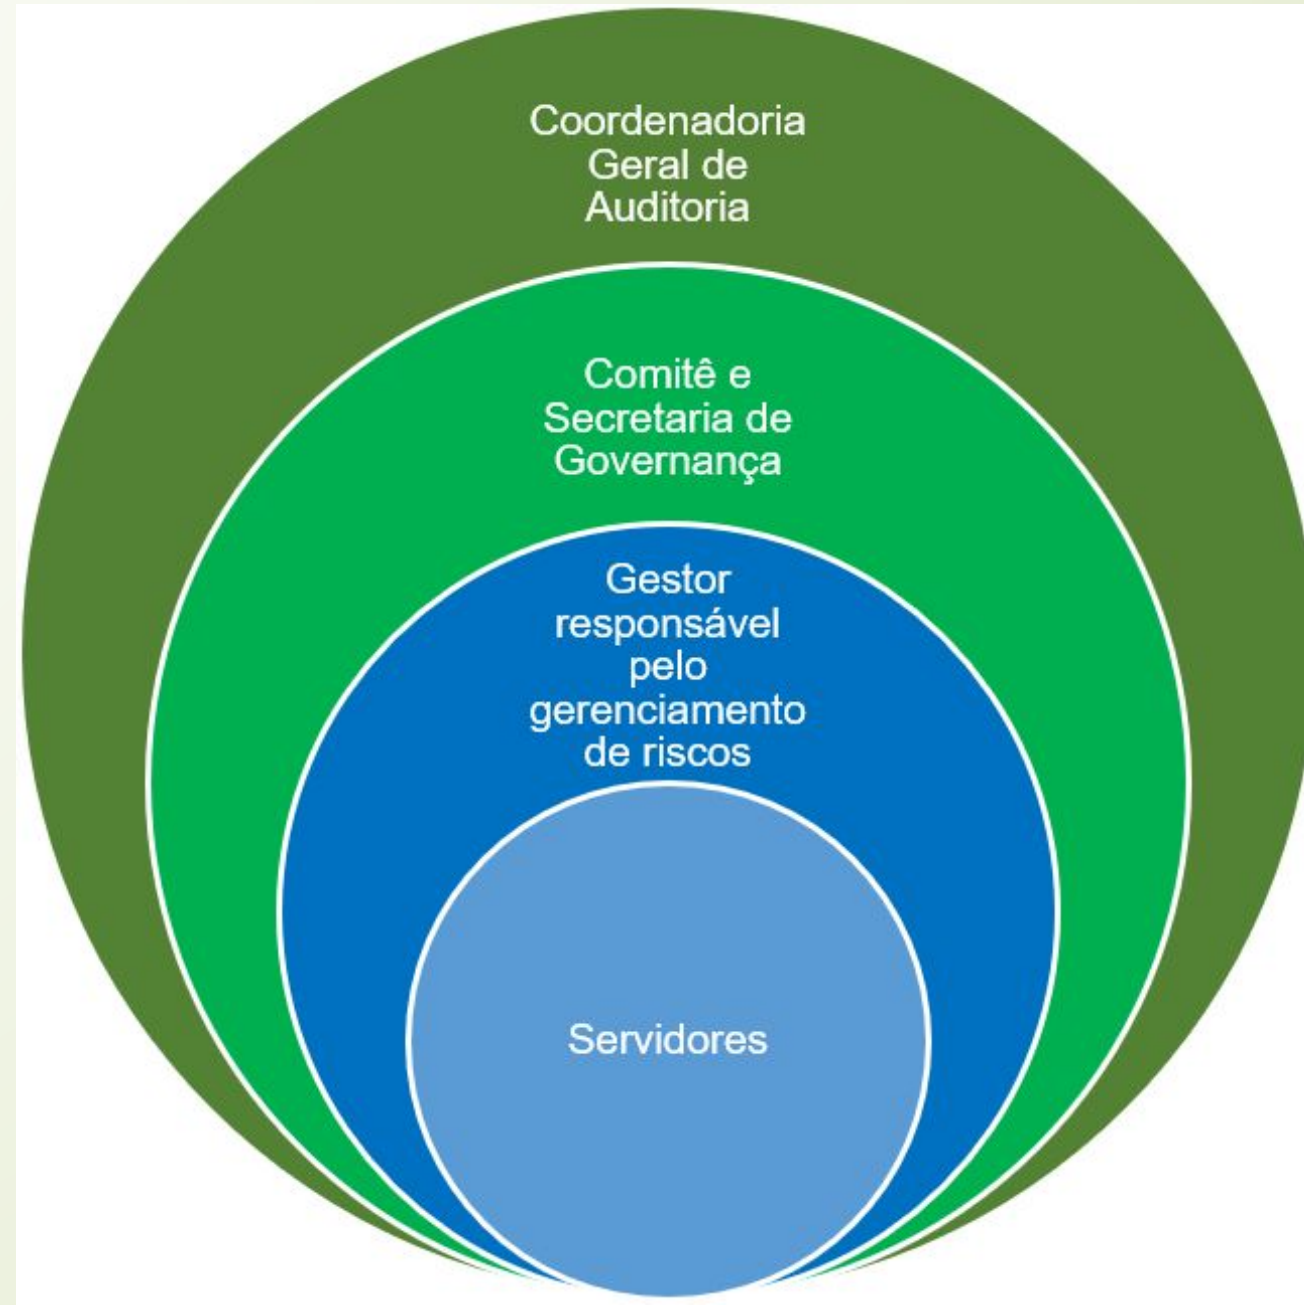 Coordenadoria
Geral de
Auditoria
Comitê e
Secretaria de
Governança
Gestor
responsável
pelo
gerenciamento
de riscos
Servidores